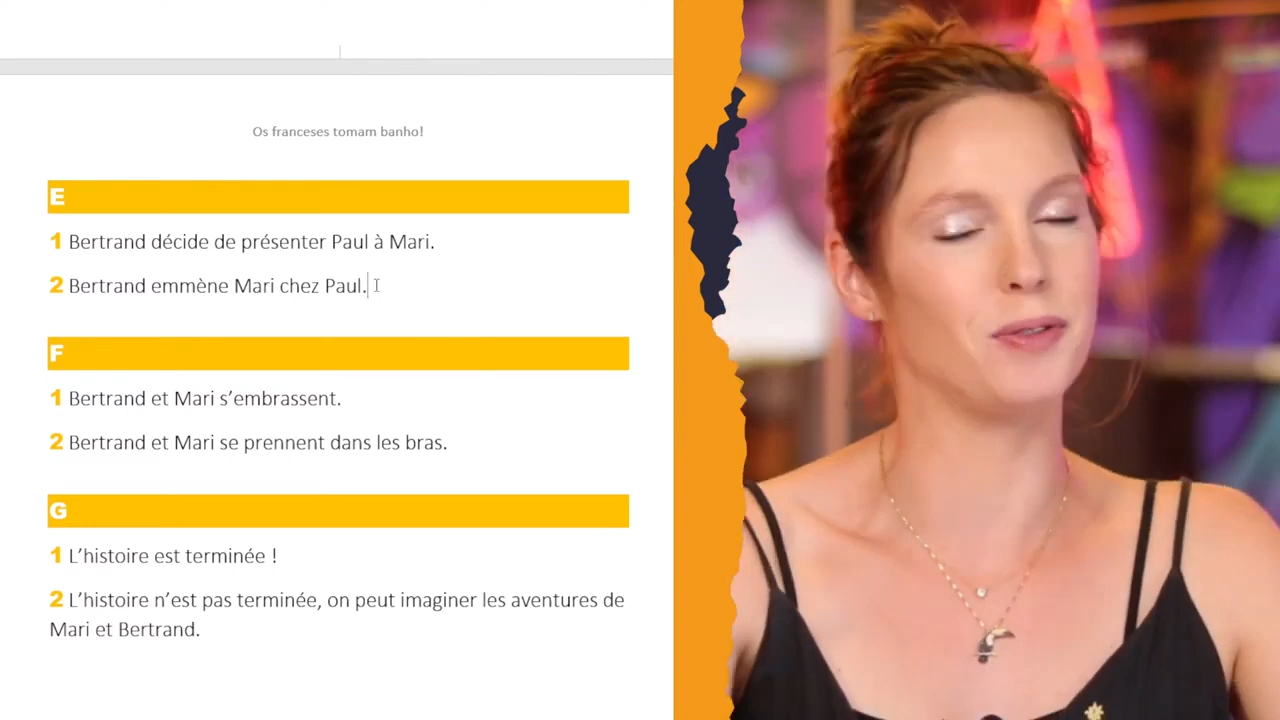 Os franceses tomam banho!
E
1 Bertrand décide de présenter Paul à Mari.
2 Bertrand emmène Mari chez Paul.
F
1 Bertrand et Mari s’embrassent.
2 Bertrand et Mari se prennent dans les bras.
G
1 L’histoire est terminée !
2 L’histoire n’est pas terminée, on peut imaginer les aventures de
Mari et Bertrand.